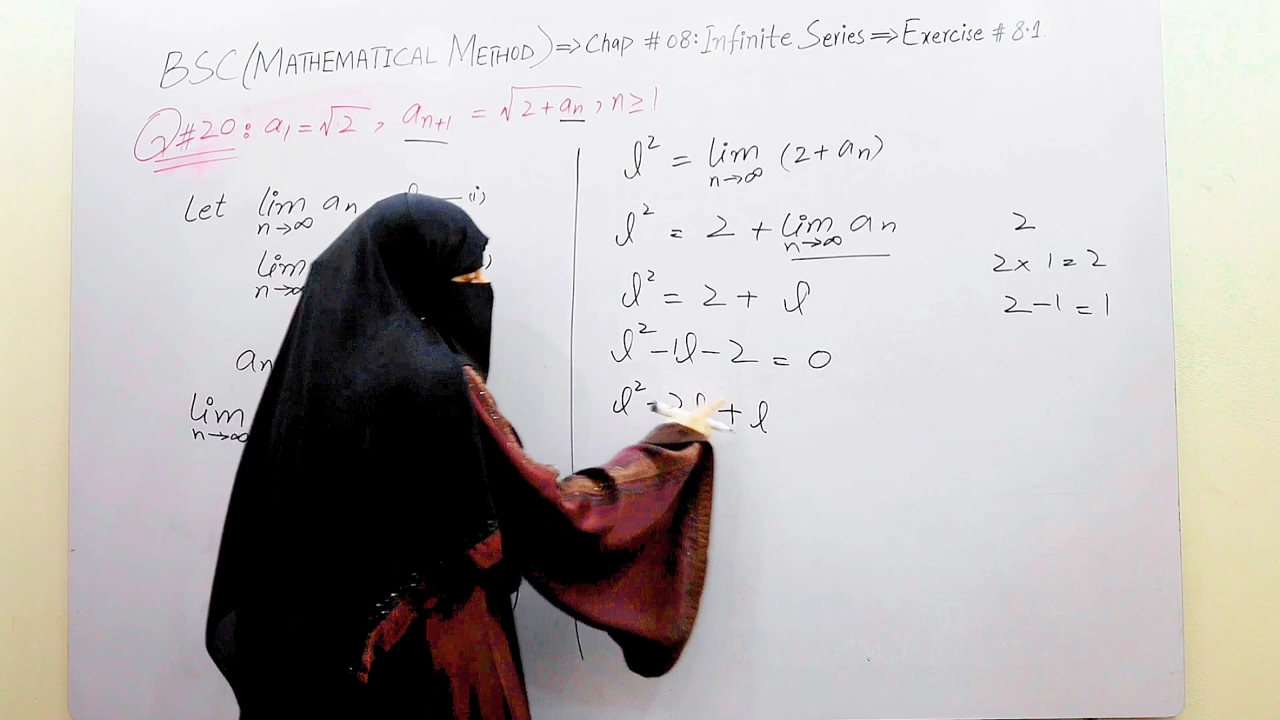 BSC(MATHEMATICAL METHOD)⇒Chap #08:Infinite Series⇒Exercise #8.1.
Q#20: a₁=√2, aₙ₊₁ = √(2+aₙ), n≥1
Let lim aₙ — (i)
n→∞
lim
n→∞
aₙ
lim
n→∞
l² = lim (2+aₙ)
n→∞
l² = 2 + lim aₙ
n→∞
l² = 2 + l
l²-1l-2 = 0
l² + l
2
2×1=2
2-1=1